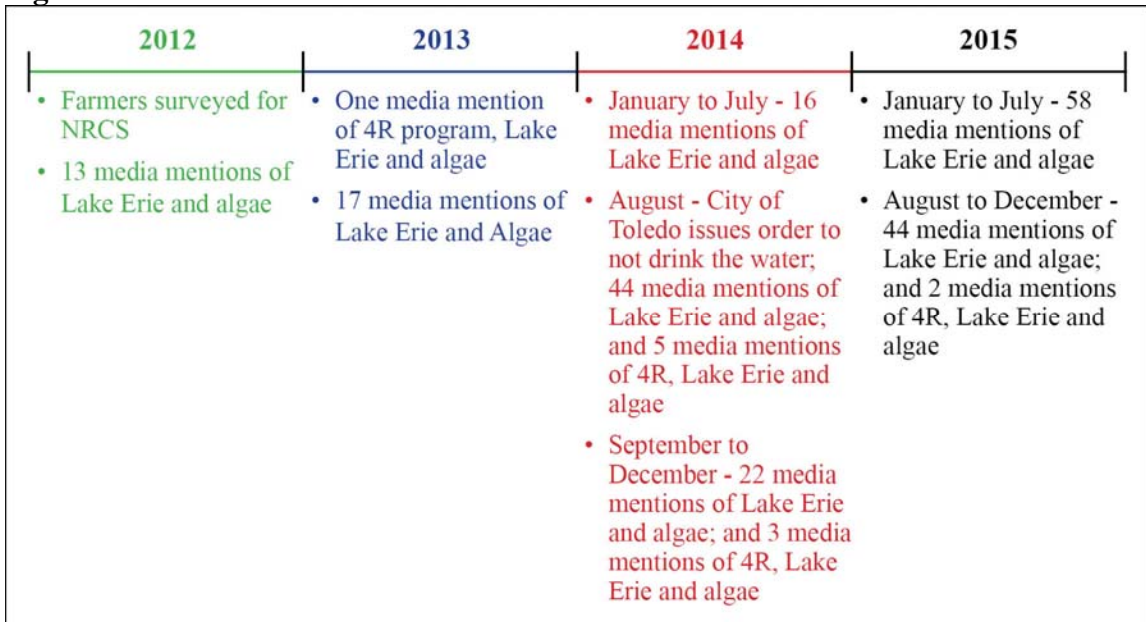 2012
• Farmers surveyed for
NRCS
• 13 media mentions of
Lake Erie and algae
2013
• One media mention
of 4R program, Lake
Erie and algae
• 17 media mentions of
Lake Erie and Algae
2014
• January to July - 16
media mentions of
Lake Erie and algae
• August - City of
Toledo issues order to
not drink the water;
44 media mentions of
Lake Erie and algae;
and 5 media mentions
of 4R, Lake Erie and
algae
• September to
December - 22 media
mentions of Lake Erie
and algae; and 3 media
mentions of 4R, Lake
Erie and algae
2015
• January to July - 58
media mentions of
Lake Erie and algae
• August to December -
44 media mentions of
Lake Erie and algae;
and 2 media mentions
of 4R, Lake Erie and
algae